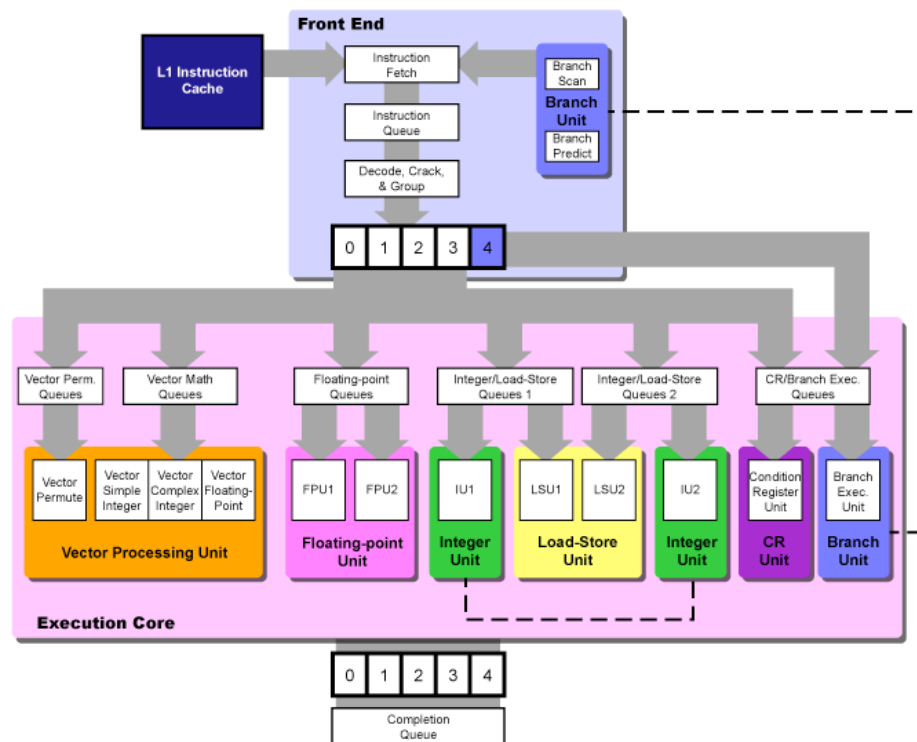 Front End
L1 Instruction
Cache
Instruction
Fetch
Branch
Scan
Branch
Unit
Branch
Predict
Instruction
Queue
Decode, Crack,
& Group
0 1 2 3 4
Vector Perm.
Queues
Vector Math
Queues
Floating-point
Queues
Integer/Load-Store
Queues 1
Integer/Load-Store
Queues 2
CR/Branch Exec.
Queues
Vector
Permute
Vector
Simple
Integer
Vector
Complex
Integer
Vector
Floating-
Point
Vector Processing Unit
FPU1
FPU2
Floating-point
Unit
IU1
Integer
Unit
LSU1
LSU2
Load-Store
Unit
IU2
Integer
Unit
Condition
Register
Unit
CR
Unit
Branch
Exec.
Unit
Branch
Unit
Execution Core
0 1 2 3 4
Completion
Queue